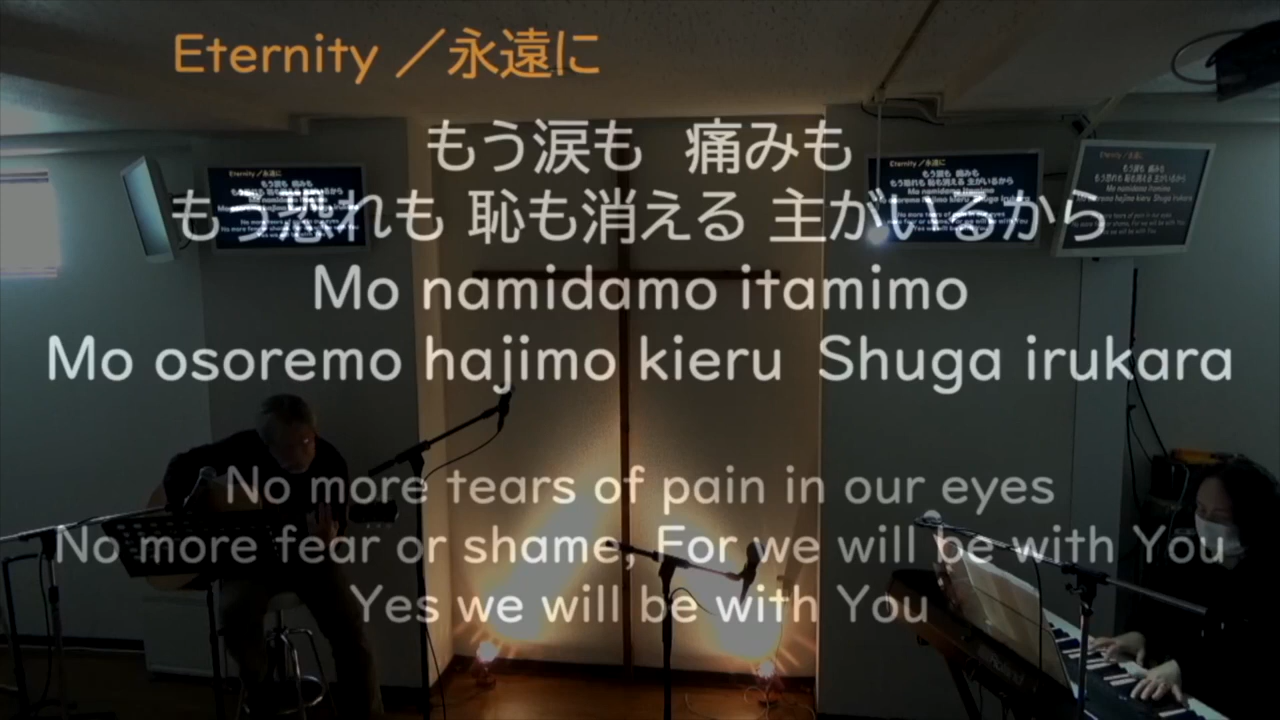 Eternity ／永遠に
もう涙も 痛みも
もう恐れも 恥も消える 主がいるから
Mo namidamo itamimo
Mo osoremo hajimo kieru Shuga irukara
No more tears of pain in our eyes
No more fear or shame, For we will be with You
Yes we will be with You